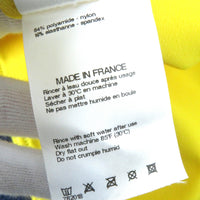 84% polyamide - nylon
16% elasthanne - spandex
MADE IN FRANCE
Rincer à l'eau douce après usage
Laver à 30°C en machine
Sécher à plat
Ne pas mettre humide en boule
Rince with soft water after use
Wash machine 85°F (30°C)
Dry flat out
Do not crumple humid